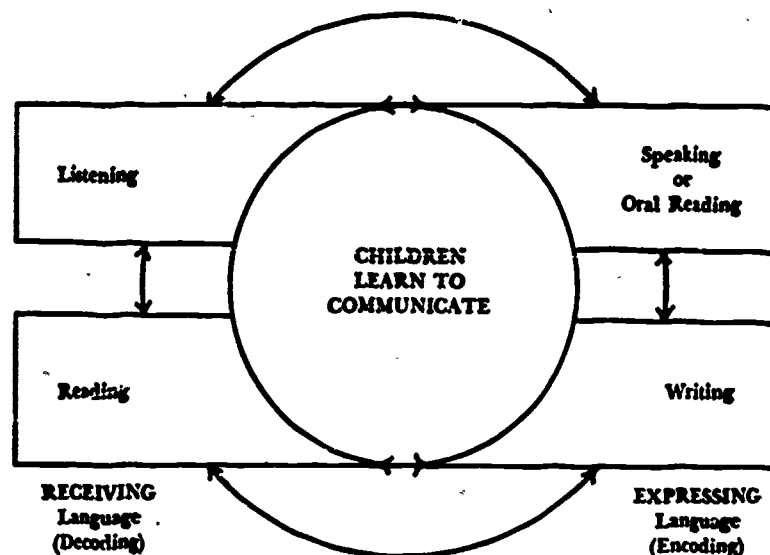 Listening
Speaking
or
Oral Reading
CHILDREN
LEARN TO
COMMUNICATE
Reading
Writing
RECEIVING
Language
(Decoding)
EXPRESSING
Language
(Encoding)